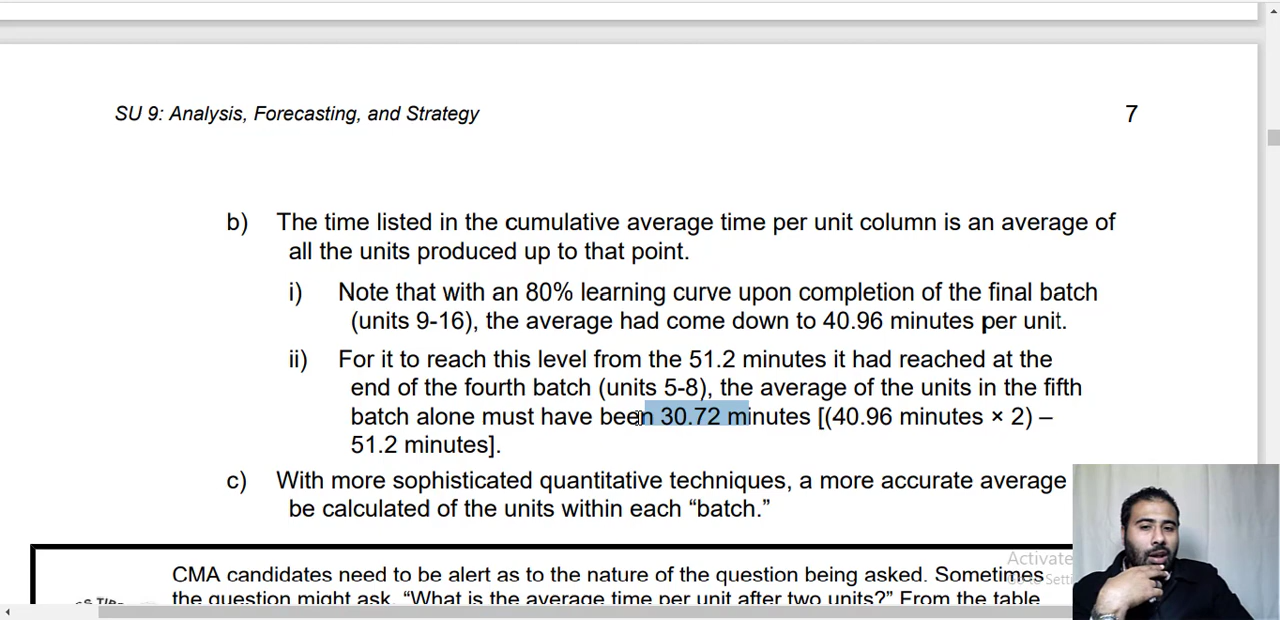 SU 9: Analysis, Forecasting, and Strategy 7
b) The time listed in the cumulative average time per unit column is an average of
all the units produced up to that point.
i) Note that with an 80% learning curve upon completion of the final batch
(units 9-16), the average had come down to 40.96 minutes per unit.
ii) For it to reach this level from the 51.2 minutes it had reached at the
end of the fourth batch (units 5-8), the average of the units in the fifth
batch alone must have been 30.72 minutes [(40.96 minutes × 2) –
51.2 minutes].
c) With more sophisticated quantitative techniques, a more accurate average
be calculated of the units within each “batch.”
Activate
CMA candidates need to be alert as to the nature of the question being asked. Sometimes
the question might ask, “What is the average time per unit after two units?” From the table